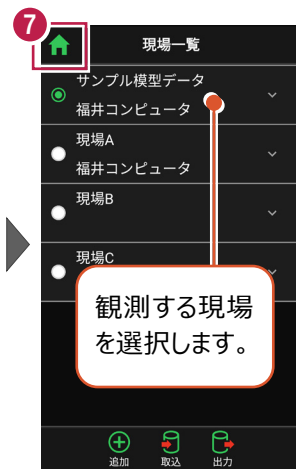 7
現場一覧
サンプル模型データ
福井コンピュータ
現場A
福井コンピュータ
現場B
現場C
観測する現場
を選択します。
追加
取込
出力